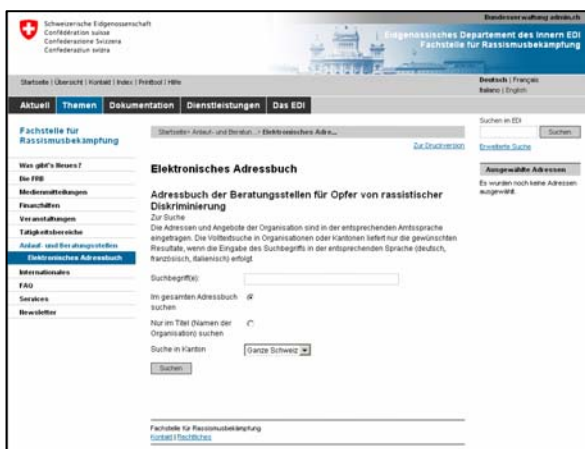 Bundesverwaltung admin.ch
Schweizerische Eidgenossenschaft
Confédération suisse
Confederazione Svizzera
Confederaziun svizra
Eidgenössisches Departement des Innern EDI
Fachstelle für Rassismusbekämpfung
Startseite | Übersicht | Kontakt | Index | Printtool | Hilfe
Deutsch | Français
Italiano | English
Aktuell Themen Dokumentation Dienstleistungen Das EDI
Suchen in EDI
Suchen
Erweiterte Suche
Ausgewählte Adressen
Es wurden noch keine Adressen
ausgewählt.
Fachstelle für
Rassismusbekämpfung
Was gibt's Neues?
Die FRB
Medienmitteilungen
Finanzhilfen
Veranstaltungen
Tätigkeitsbereiche
Anlauf- und Beratungsstellen
Elektronisches Adressbuch
Internationales
FAQ
Services
Newsletter
Startseite> Anlauf- und Beratun...> Elektronisches Adre...
Zur Druckversion
Elektronisches Adressbuch
Adressbuch der Beratungsstellen für Opfer von rassistischer
Diskriminierung
Zur Suche
Die Adressen und Angebote der Organisation sind in der entsprechenden Amtssprache
eingetragen. Die Volltextsuche in Organisationen oder Kantonen liefert nur die gewünschten
Resultate, wenn die Eingabe des Suchbegriffs in der entsprechenden Sprache (deutsch,
französisch, italienisch) erfolgt.
Suchbegriff(e):
Im gesamten Adressbuch
suchen
Nur im Titel (Namen der
Organisation) suchen
Suche in Kanton Ganze Schweiz
Suchen
Fachstelle für Rassismusbekämpfung
Kontakt | Rechtliches